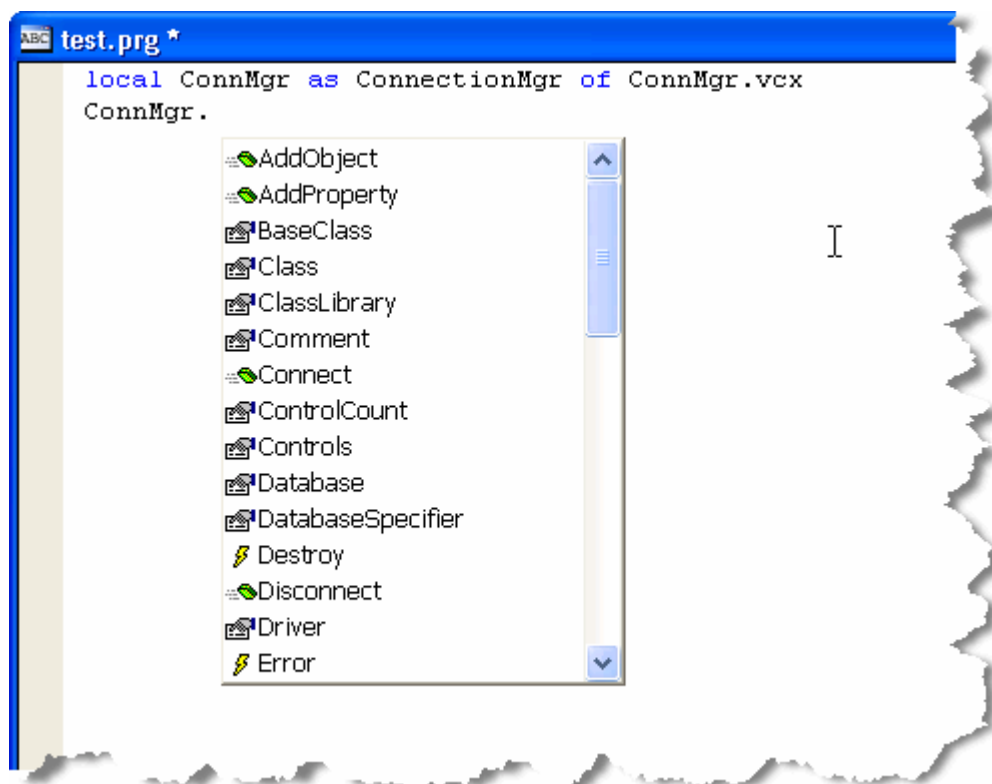 ABC test.prg *
local ConnMgr as ConnectionMgr of ConnMgr.vcx
ConnMgr.
AddObject
AddProperty
BaseClass
Class
ClassLibrary
Comment
Connect
ControlCount
Controls
Database
DatabaseSpecifier
Destroy
Disconnect
Driver
Error